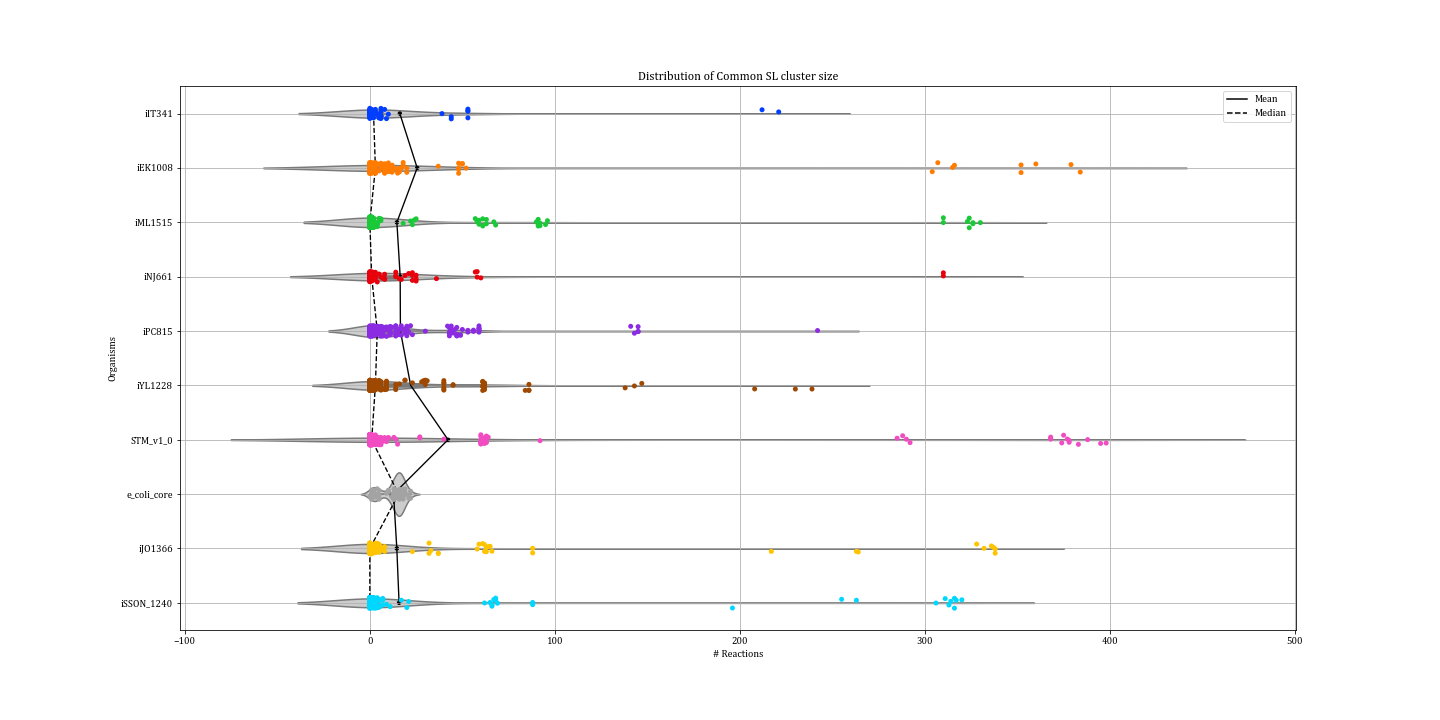 Distribution of Common SL cluster size
Mean
Median
Organisms
iIT341
iEK1008
iML1515
iNJ661
iPC815
iYL1228
STM_v1_0
e_coli_core
iJO1366
iSSON_1240
−100
0
100
200
300
400
500
# Reactions